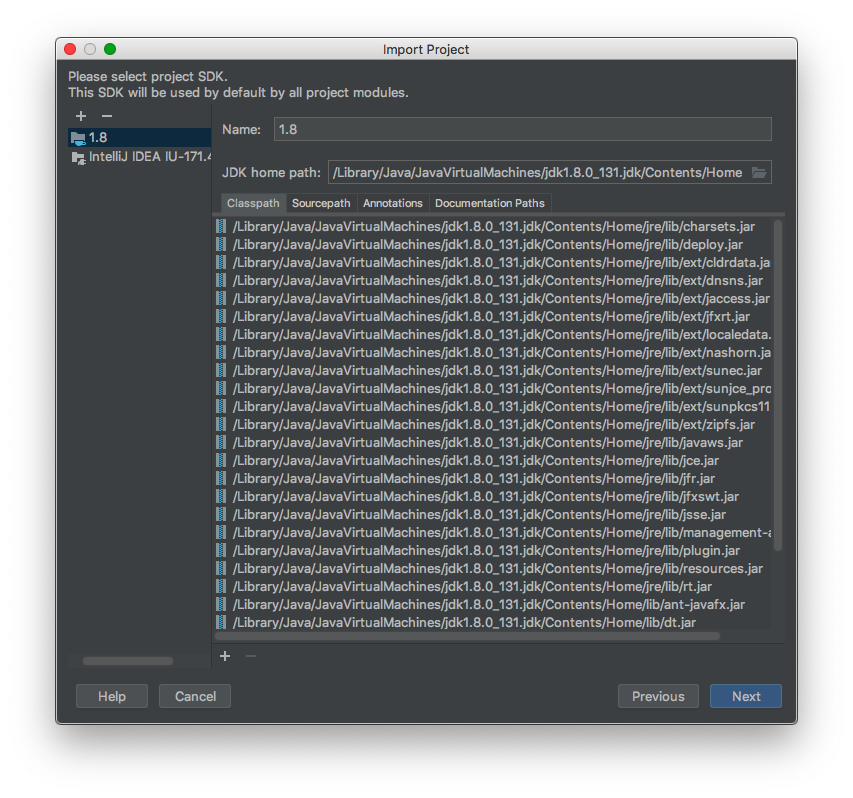 Import Project
Please select project SDK.
This SDK will be used by default by all project modules.
1.8
IntelliJ IDEA IU-171.4
Name: 1.8
JDK home path: /Library/Java/JavaVirtualMachines/jdk1.8.0_131.jdk/Contents/Home
Classpath Sourcepath Annotations Documentation Paths
/Library/Java/JavaVirtualMachines/jdk1.8.0_131.jdk/Contents/Home/jre/lib/charsets.jar
/Library/Java/JavaVirtualMachines/jdk1.8.0_131.jdk/Contents/Home/jre/lib/deploy.jar
/Library/Java/JavaVirtualMachines/jdk1.8.0_131.jdk/Contents/Home/jre/lib/ext/cldrdata.ja
/Library/Java/JavaVirtualMachines/jdk1.8.0_131.jdk/Contents/Home/jre/lib/ext/dnsns.jar
/Library/Java/JavaVirtualMachines/jdk1.8.0_131.jdk/Contents/Home/jre/lib/ext/jaccess.jar
/Library/Java/JavaVirtualMachines/jdk1.8.0_131.jdk/Contents/Home/jre/lib/ext/jfxrt.jar
/Library/Java/JavaVirtualMachines/jdk1.8.0_131.jdk/Contents/Home/jre/lib/ext/localedata.
/Library/Java/JavaVirtualMachines/jdk1.8.0_131.jdk/Contents/Home/jre/lib/ext/nashorn.ja
/Library/Java/JavaVirtualMachines/jdk1.8.0_131.jdk/Contents/Home/jre/lib/ext/sunec.jar
/Library/Java/JavaVirtualMachines/jdk1.8.0_131.jdk/Contents/Home/jre/lib/ext/sunjce_pro
/Library/Java/JavaVirtualMachines/jdk1.8.0_131.jdk/Contents/Home/jre/lib/ext/sunpkcs11
/Library/Java/JavaVirtualMachines/jdk1.8.0_131.jdk/Contents/Home/jre/lib/ext/zipfs.jar
/Library/Java/JavaVirtualMachines/jdk1.8.0_131.jdk/Contents/Home/jre/lib/javaws.jar
/Library/Java/JavaVirtualMachines/jdk1.8.0_131.jdk/Contents/Home/jre/lib/jce.jar
/Library/Java/JavaVirtualMachines/jdk1.8.0_131.jdk/Contents/Home/jre/lib/jfr.jar
/Library/Java/JavaVirtualMachines/jdk1.8.0_131.jdk/Contents/Home/jre/lib/jfxswt.jar
/Library/Java/JavaVirtualMachines/jdk1.8.0_131.jdk/Contents/Home/jre/lib/jsse.jar
/Library/Java/JavaVirtualMachines/jdk1.8.0_131.jdk/Contents/Home/jre/lib/management-a
/Library/Java/JavaVirtualMachines/jdk1.8.0_131.jdk/Contents/Home/jre/lib/plugin.jar
/Library/Java/JavaVirtualMachines/jdk1.8.0_131.jdk/Contents/Home/jre/lib/resources.jar
/Library/Java/JavaVirtualMachines/jdk1.8.0_131.jdk/Contents/Home/jre/lib/rt.jar
/Library/Java/JavaVirtualMachines/jdk1.8.0_131.jdk/Contents/Home/lib/ant-javafx.jar
/Library/Java/JavaVirtualMachines/jdk1.8.0_131.jdk/Contents/Home/lib/dt.jar
Help Cancel Previous Next